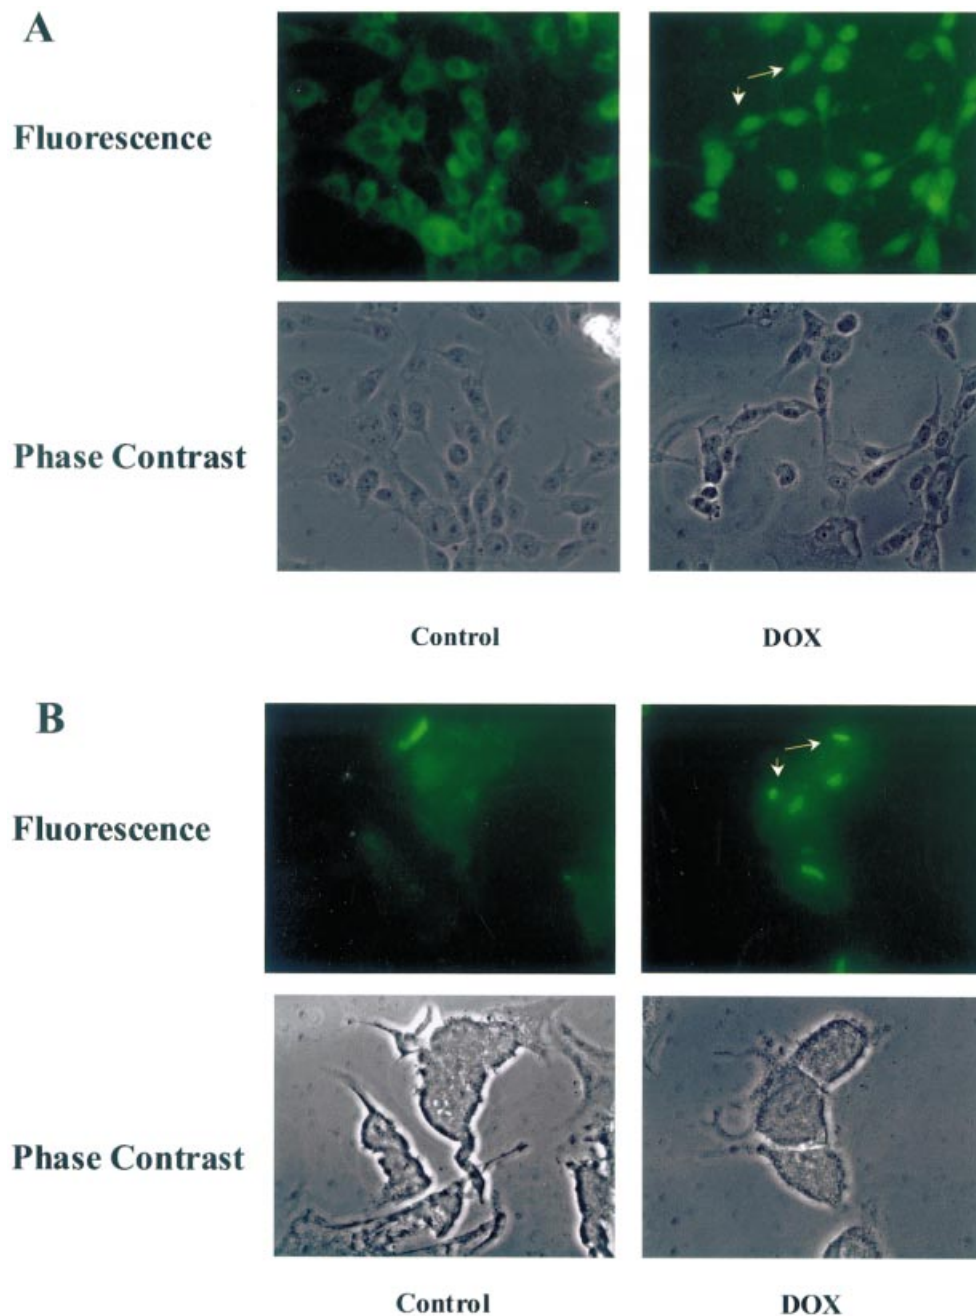 A
Fluorescence
Phase Contrast
Control DOX
B
Fluorescence
Phase Contrast
Control DOX